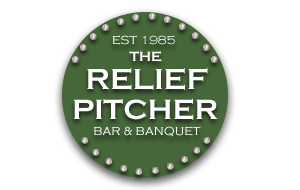 EST 1985
THE
RELIEF
PITCHER
BAR & BANQUET